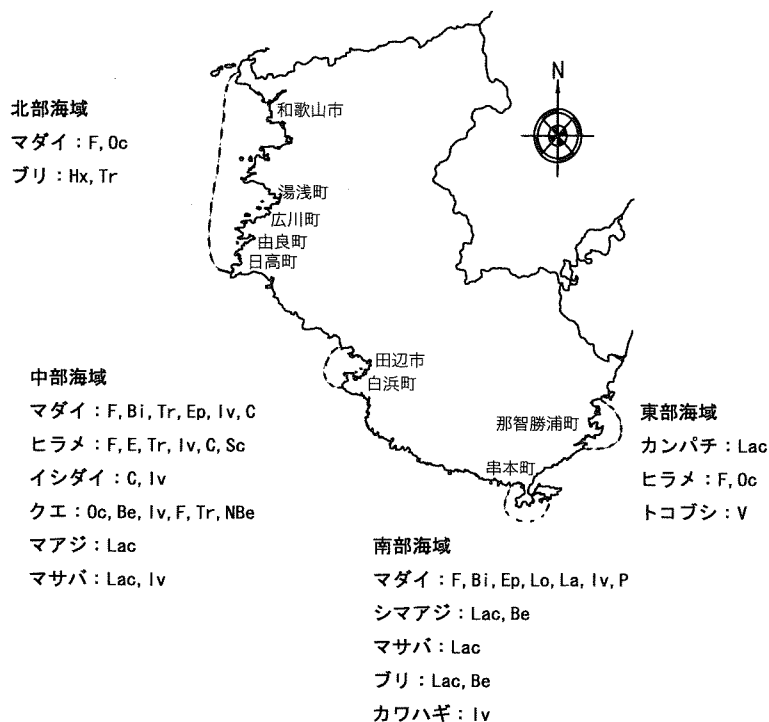 N
北部海域
マダイ：F, Oc
ブリ：Hx, Tr
和歌山市
湯浅町
広川町
由良町
日高町
田辺市
白浜町
那智勝浦町
串本町
中部海域
マダイ：F, Bi, Tr, Ep, Iv, C
ヒラメ：F, E, Tr, Iv, C, Sc
イシダイ：C, Iv
クエ：Oc, Be, Iv, F, Tr, NBe
マアジ：Lac
マサバ：Lac, Iv
東部海域
カンパチ：Lac
ヒラメ：F, Oc
トコブシ：V
南部海域
マダイ：F, Bi, Ep, Lo, La, Iv, P
シマアジ：Lac, Be
マサバ：Lac
ブリ：Lac, Be
カワハギ：Iv